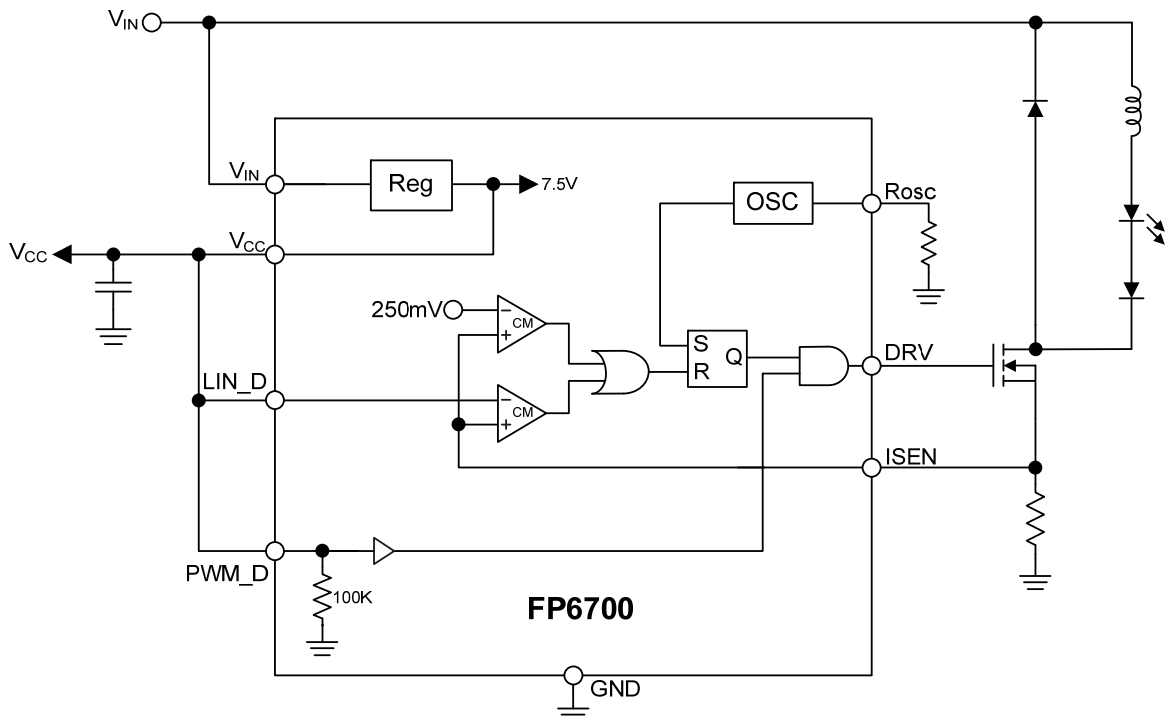 VIN
VIN
Reg
7.5V
OSC
Rosc
VCC
VCC
250mV
−
CM
+
S
Q
R
DRV
LIN_D
−
CM
+
ISEN
PWM_D
100K
FP6700
GND